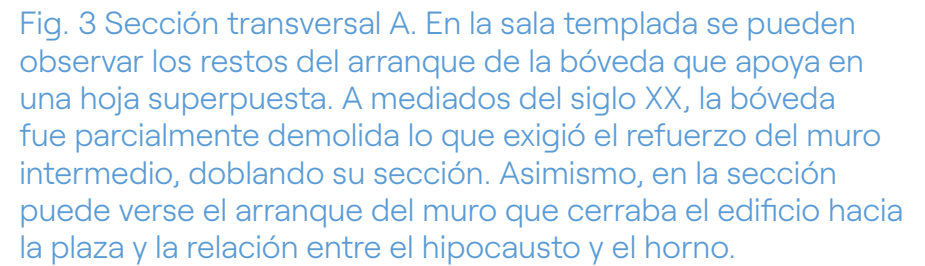 Fig. 3 Sección transversal A. En la sala templada se pueden
observar los restos del arranque de la bóveda que apoya en
una hoja superpuesta. A mediados del siglo XX, la bóveda
fue parcialmente demolida lo que exigió el refuerzo del muro
intermedio, doblando su sección. Asimismo, en la sección
puede verse el arranque del muro que cerraba el edificio hacia
la plaza y la relación entre el hipocausto y el horno.